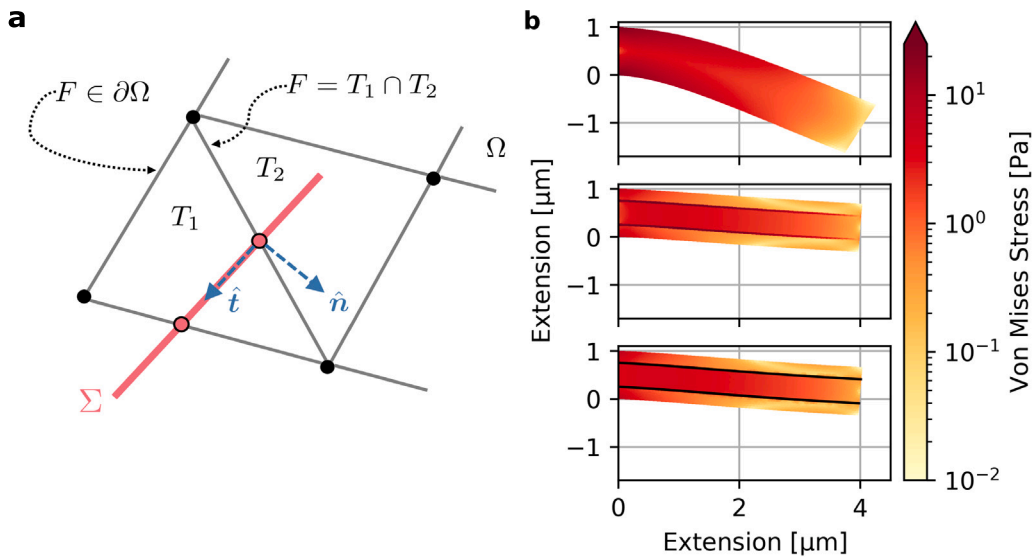 a
F ∈ ∂Ω
F = T₁ ∩ T₂
Ω
T₂
T₁
t̂
n̂
Σ
b
1
0
−1
1
0
−1
1
0
−1
0
2
4
Extension [µm]
Extension [µm]
10¹
10⁰
10⁻¹
10⁻²
Von Mises Stress [Pa]